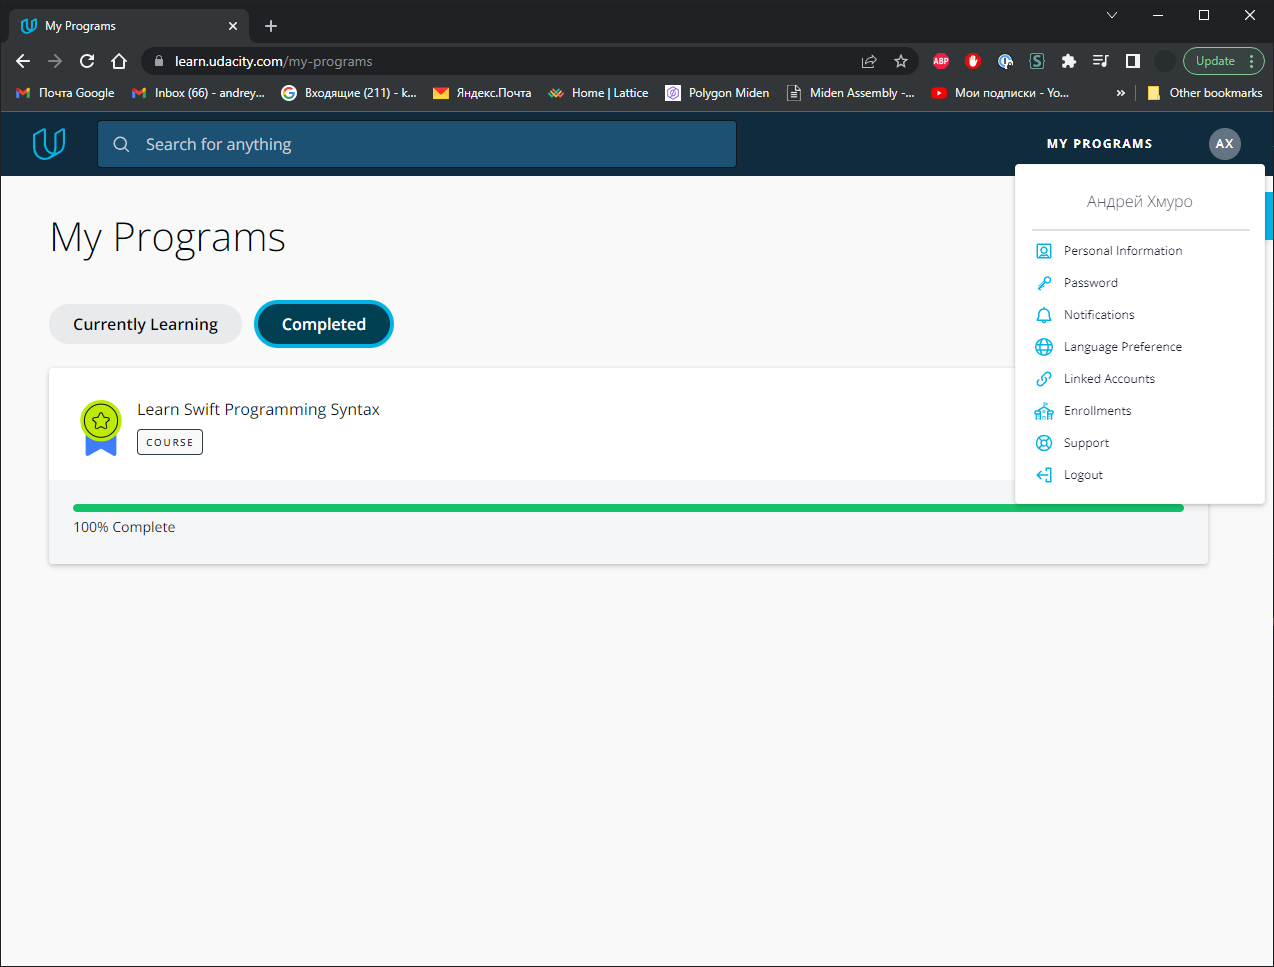 My Programs
learn.udacity.com/my-programs
ABP
S
Update
Почта Google
Inbox (66) - andrey...
Входящие (211) - k...
Яндекс.Почта
Home | Lattice
Polygon Miden
Miden Assembly -...
Мои подписки - Yo...
»
Other bookmarks
Search for anything
MY PROGRAMS
АХ
My Programs
Андрей Хмуро
Personal Information
Password
Notifications
Language Preference
Linked Accounts
Enrollments
Support
Logout
Currently Learning
Completed
Learn Swift Programming Syntax
COURSE
100% Complete